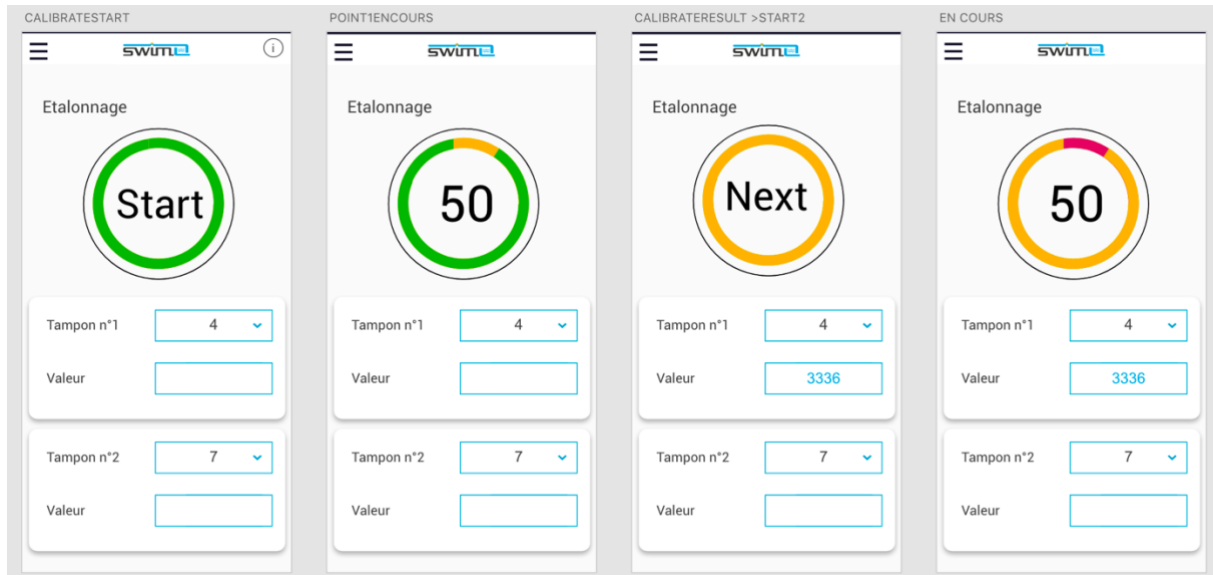 CALIBRATESTART
swim
Etalonnage
Start
Tampon n°1 4
Valeur
Tampon n°2 7
Valeur
POINT1ENCOURS
swim
Etalonnage
50
Tampon n°1 4
Valeur
Tampon n°2 7
Valeur
CALIBRATERESULT >START2
swim
Etalonnage
Next
Tampon n°1 4
Valeur 3336
Tampon n°2 7
Valeur
EN COURS
swim
Etalonnage
50
Tampon n°1 4
Valeur 3336
Tampon n°2 7
Valeur